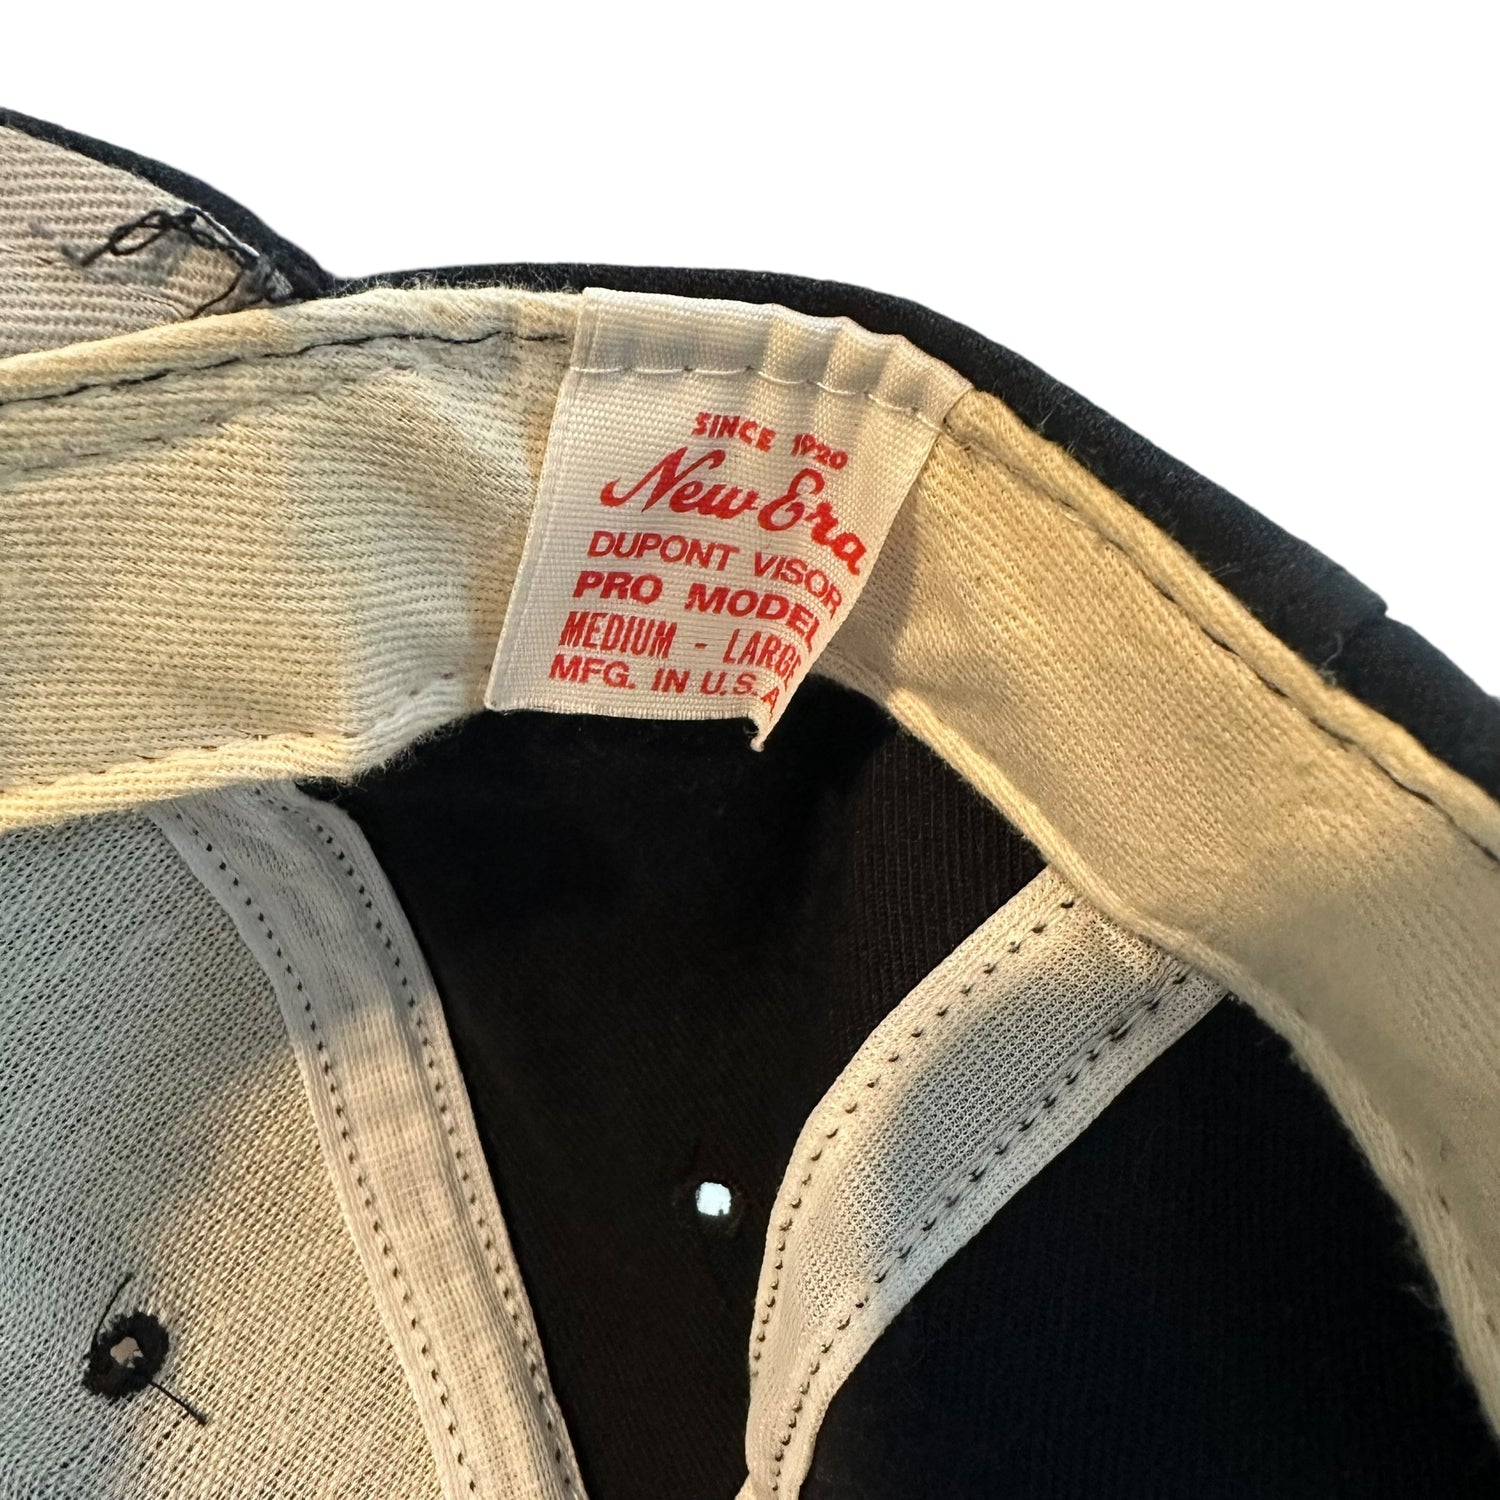 SINCE 1920
New Era
DUPONT VISOR
PRO MODEL
MEDIUM - LARGE
MFG. IN U.S.A